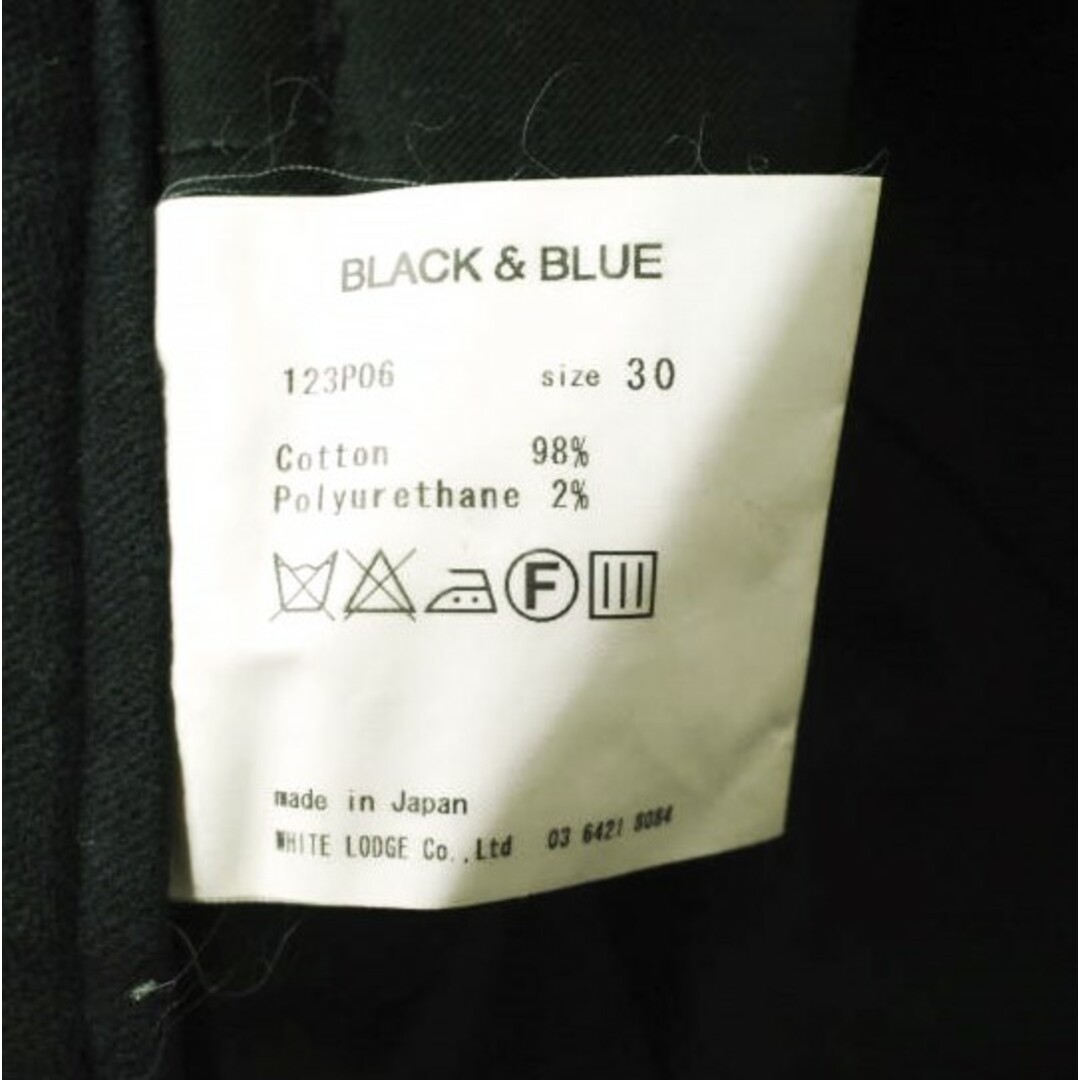 BLACK & BLUE
123P06 size 30
Cotton 98%
Polyurethane 2%
F
made in Japan
WHITE LODGE Co.,Ltd 03 6421 8084